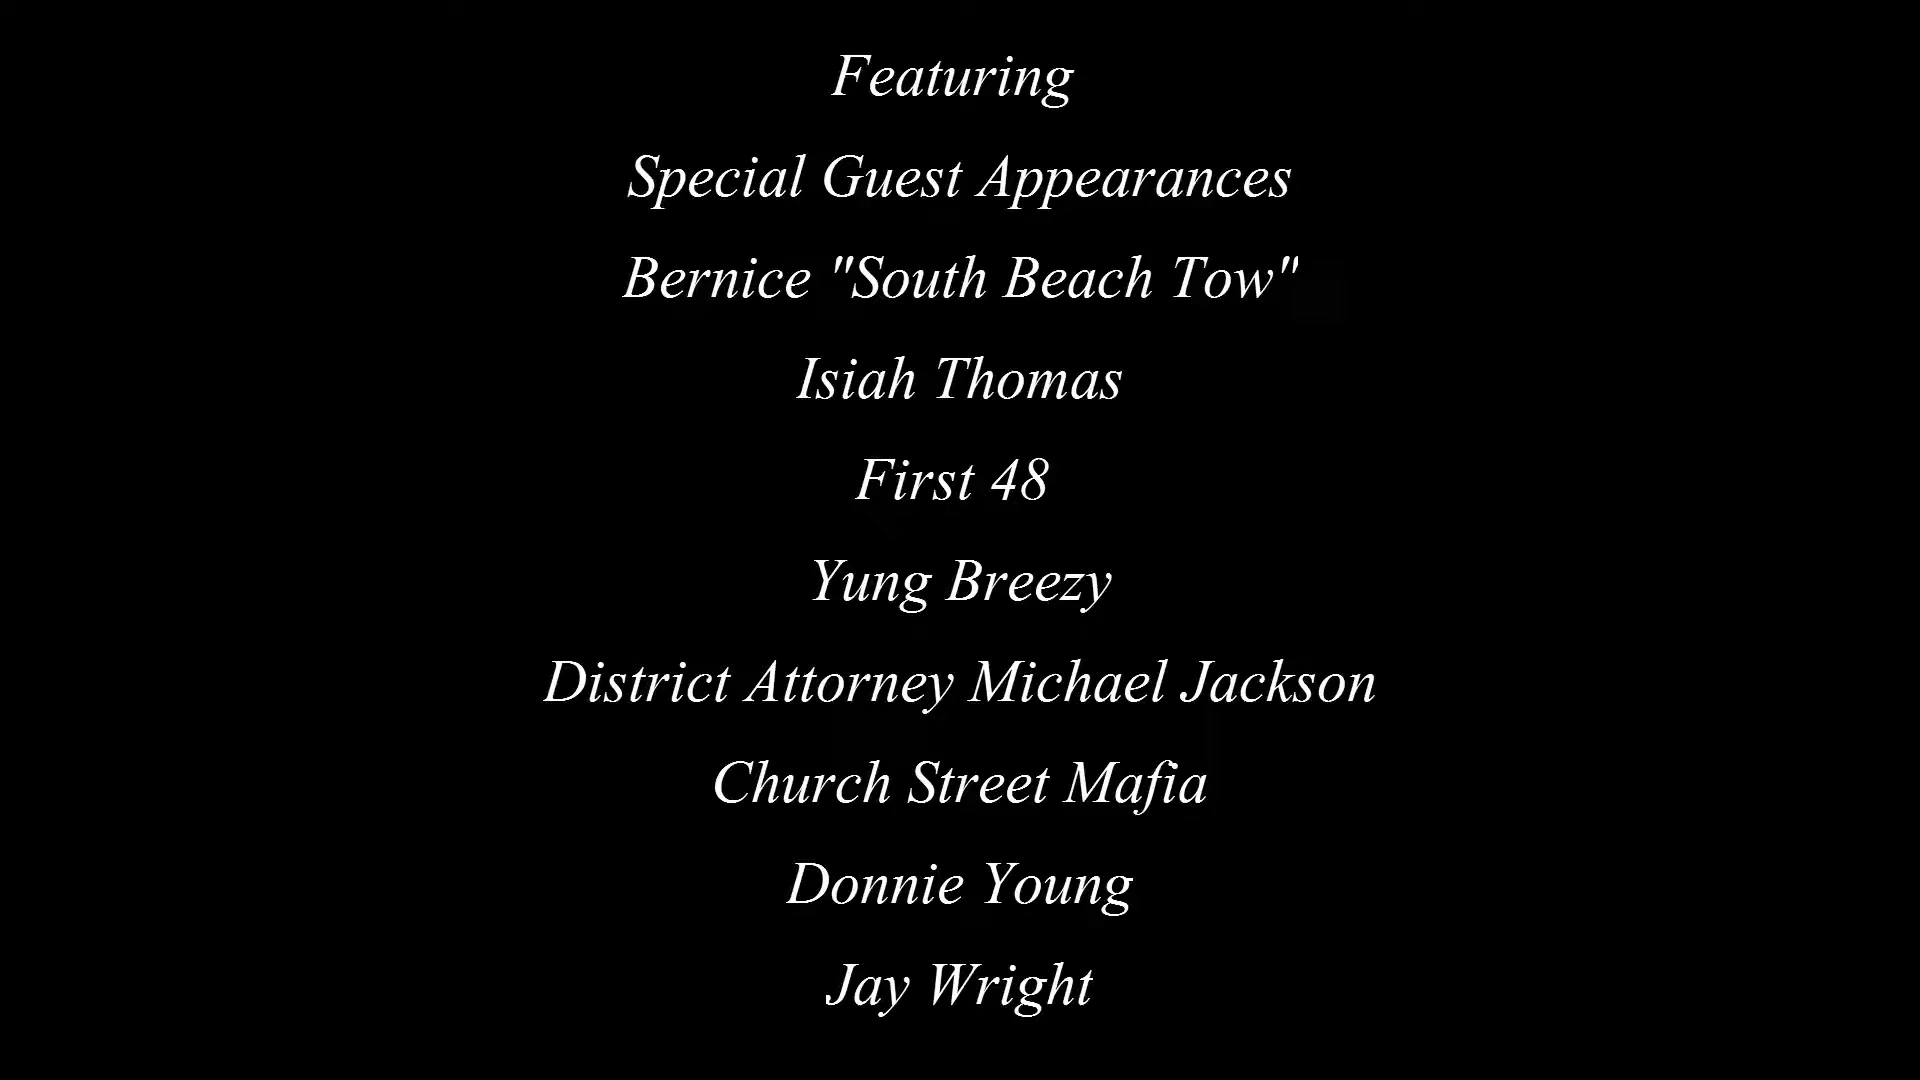 Featuring
Special Guest Appearances
Bernice "South Beach Tow"
Isiah Thomas
First 48
Yung Breezy
District Attorney Michael Jackson
Church Street Mafia
Donnie Young
Jay Wright